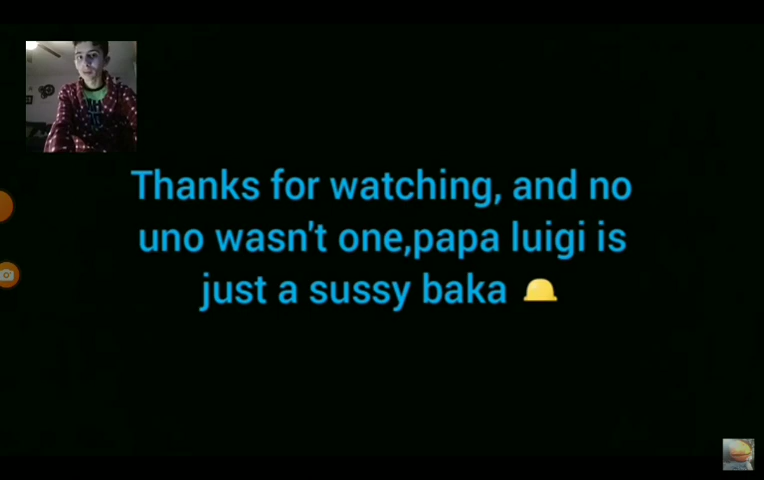 Thanks for watching, and no
uno wasn't one,papa luigi is
just a sussy baka